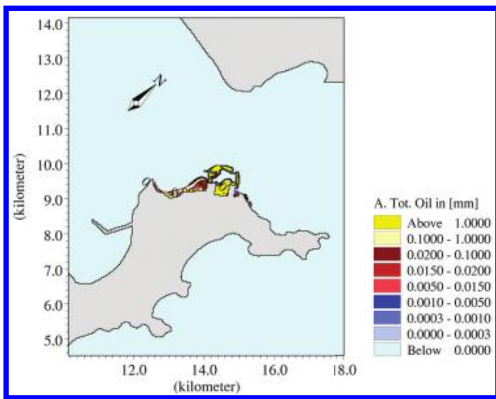 14.0
13.0
12.0
11.0
10.0
9.0
8.0
7.0
6.0
5.0
(kilometer)
N
12.0 14.0 16.0 18.0
(kilometer)
A. Tot. Oil in [mm]
Above 1.0000
0.1000 - 1.0000
0.0200 - 0.1000
0.0150 - 0.0200
0.0050 - 0.0150
0.0010 - 0.0050
0.0003 - 0.0010
0.0000 - 0.0003
Below 0.0000